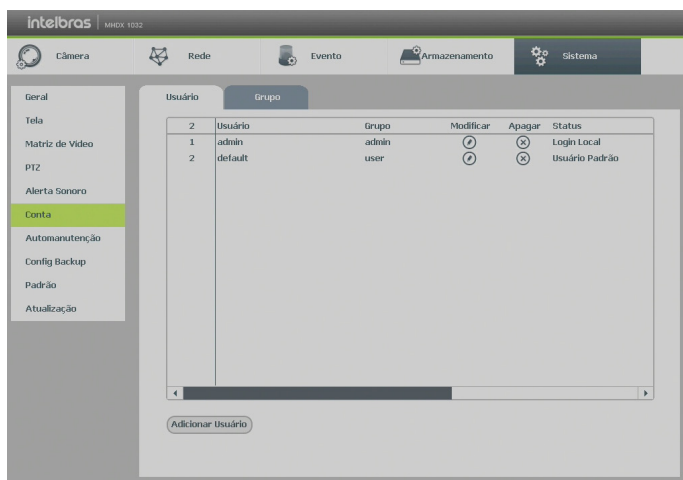 intelbras | MHDX 1032
Câmera Rede Evento Armazenamento Sistema
Geral
Tela
Matriz de Vídeo
PTZ
Alerta Sonoro
Conta
Automanutenção
Config Backup
Padrão
Atualização
Usuário Grupo
2 Usuário Grupo Modificar Apagar Status
1 admin admin Login Local
2 default user Usuário Padrão
Adicionar Usuário